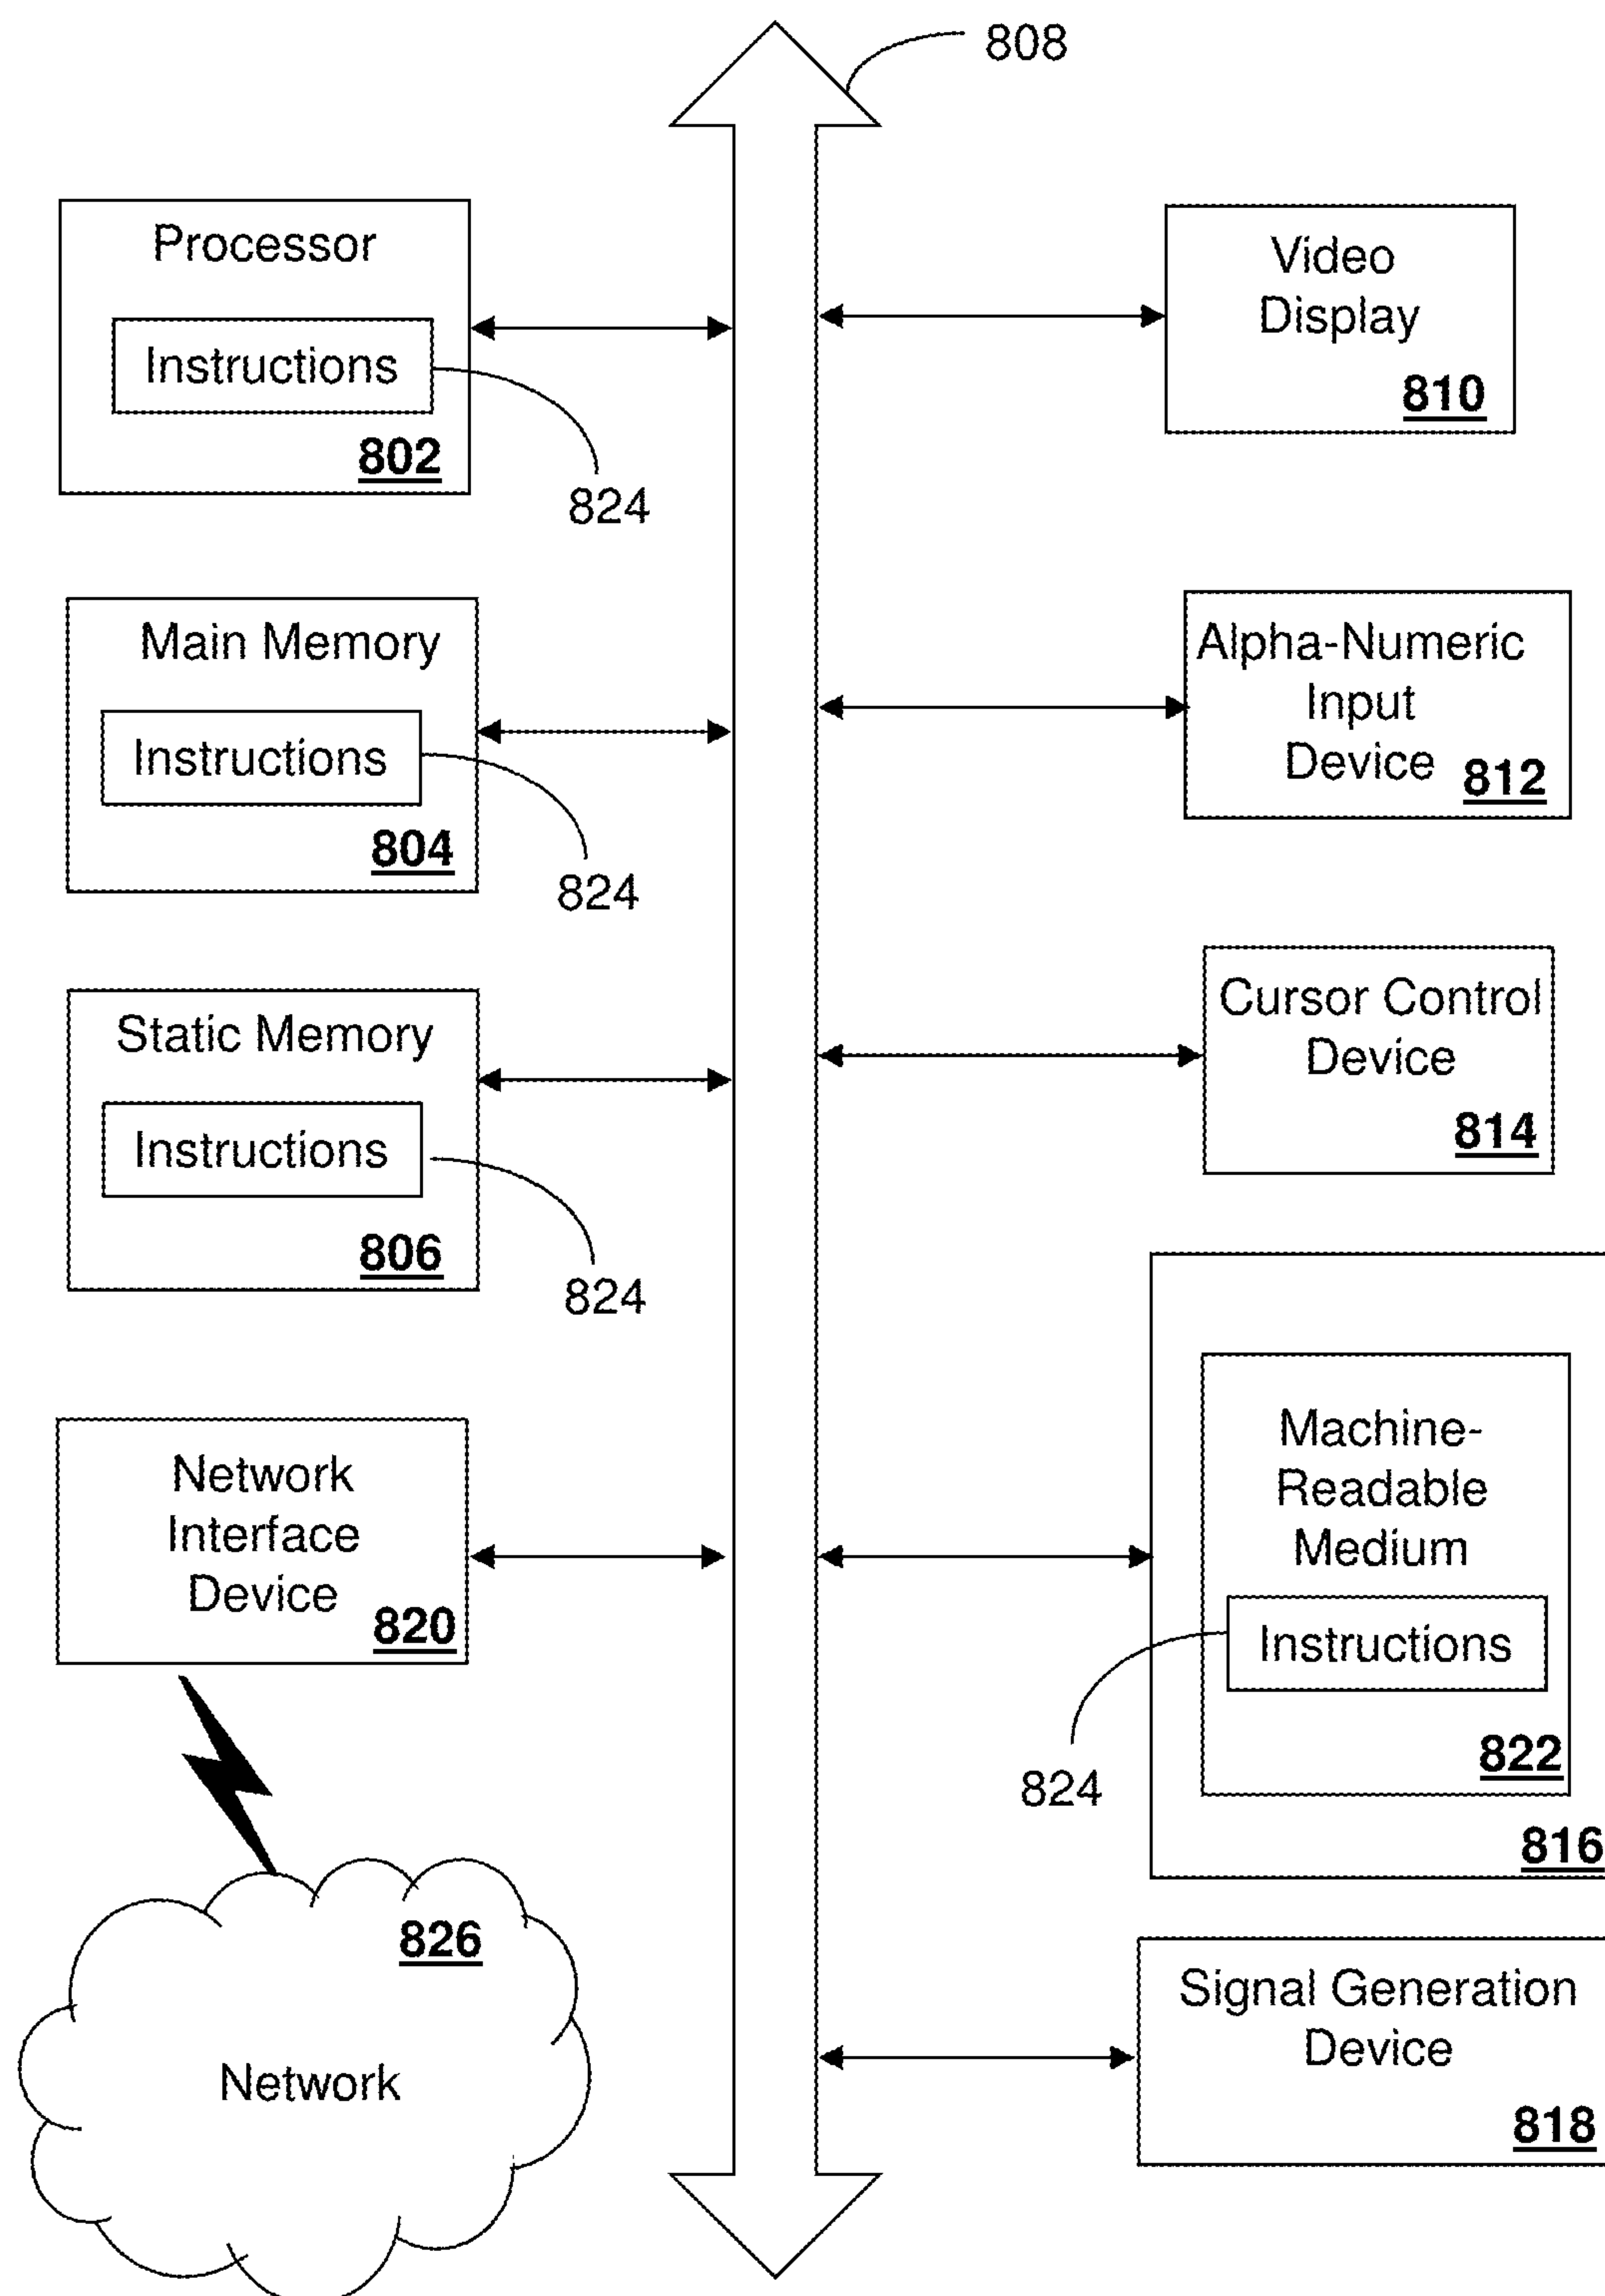 808
Processor
Instructions
802
824
Main Memory
Instructions
804
824
Static Memory
Instructions
806
824
Network
Interface
Device
820
826
Network
Video
Display
810
Alpha-Numeric
Input
Device
812
Cursor Control
Device
814
Machine-
Readable
Medium
Instructions
822
824
816
Signal Generation
Device
818